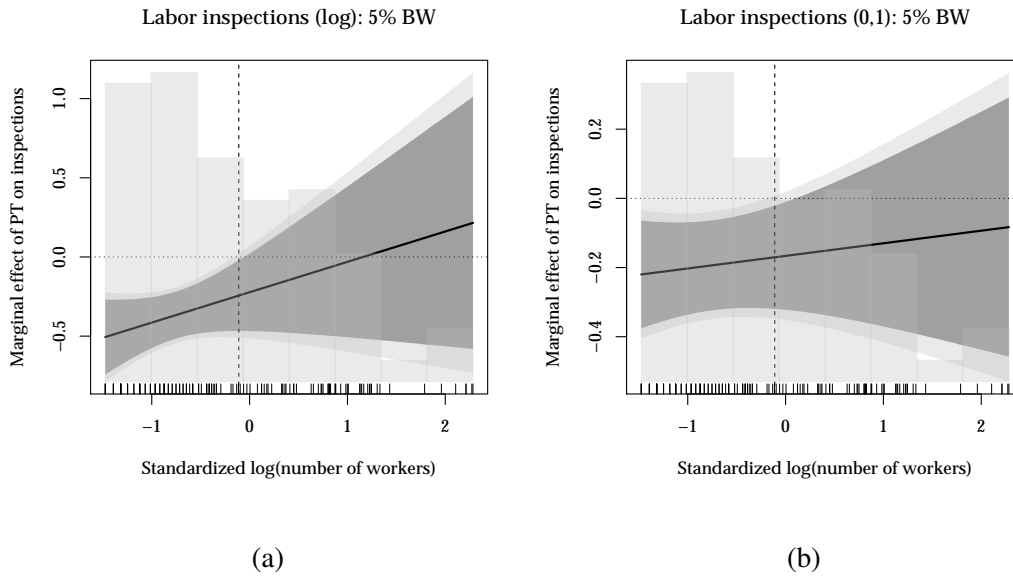 Labor inspections (log): 5% BW
Marginal effect of PT on inspections
1.0
0.5
0.0
−0.5
−1
0
1
2
Standardized log(number of workers)
(a)
Labor inspections (0,1): 5% BW
Marginal effect of PT on inspections
0.2
0.0
−0.2
−0.4
−1
0
1
2
Standardized log(number of workers)
(b)